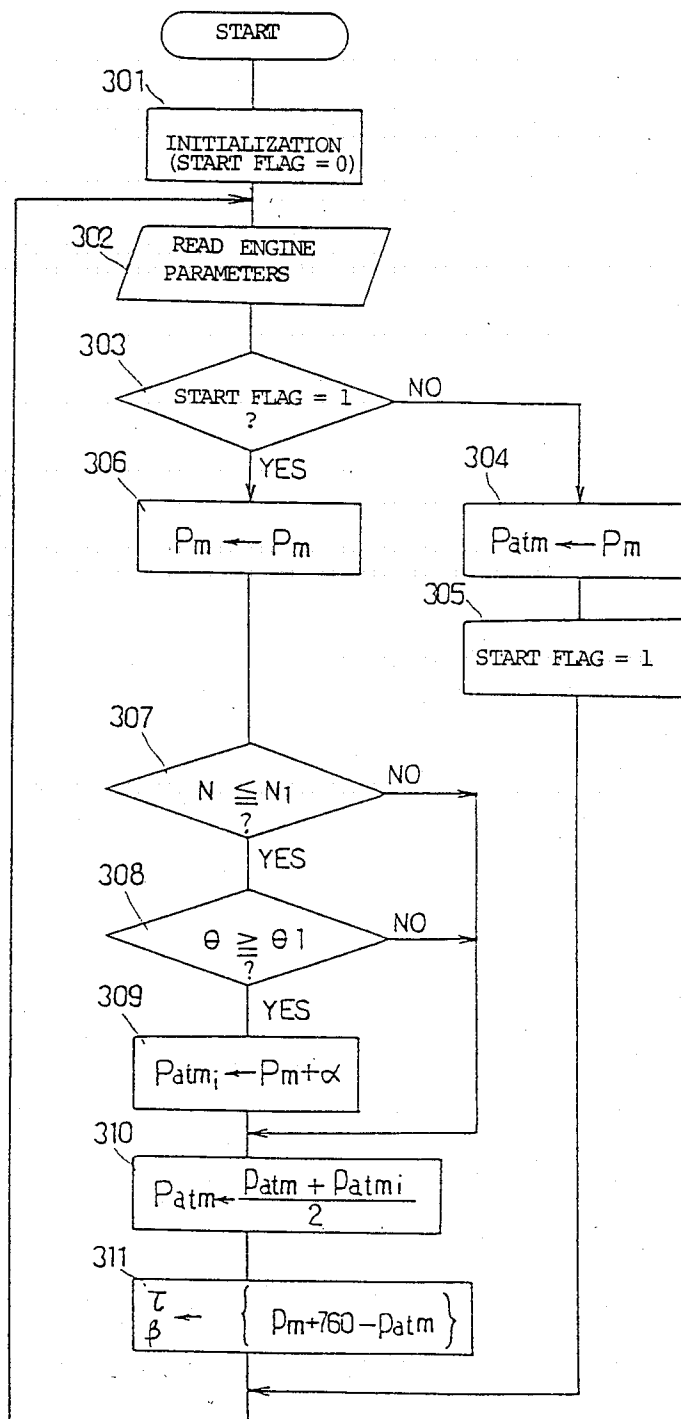 START
301
INITIALIZATION
(START FLAG = 0)
302
READ ENGINE
PARAMETERS
303
START FLAG = 1
?
NO
YES
306
Pm ← Pm
304
Patm ← Pm
305
START FLAG = 1
307
N ≦ N1
?
NO
YES
308
θ ≧ θ1
?
NO
YES
309
Patmi ← Pm+α
310
Patm ← Patm + Patmi / 2
311
τ
β ← { Pm+760-Patm }